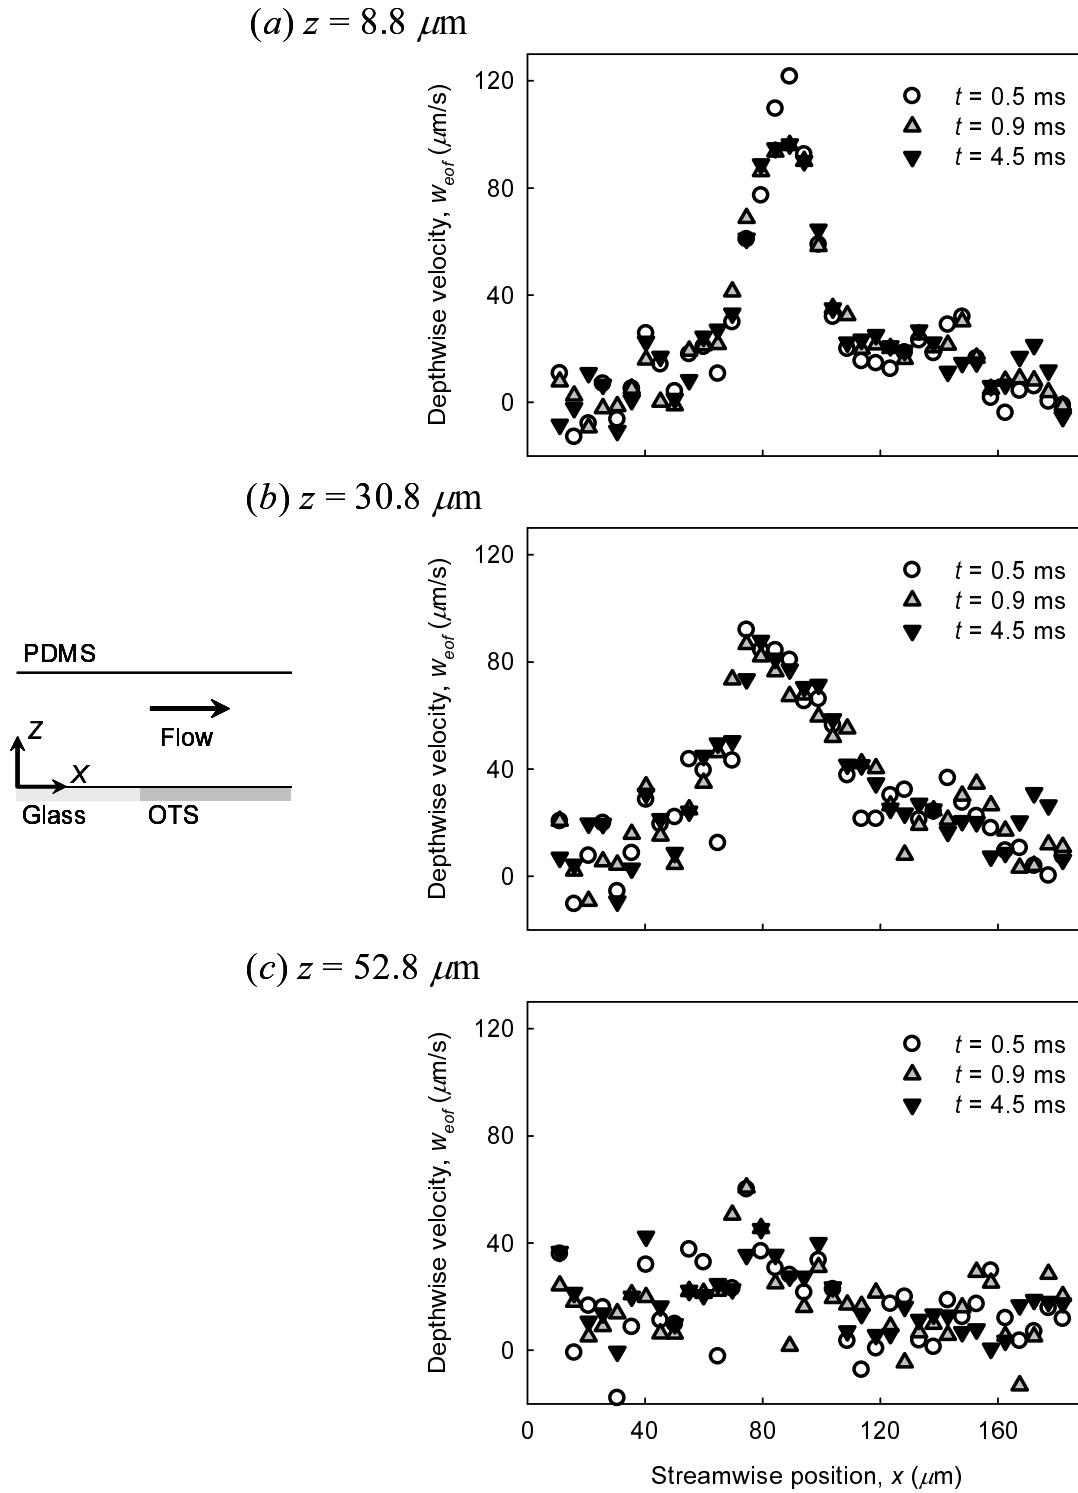 (a) z = 8.8 μm
120
80
40
0
Depthwise velocity, w_eof (μm/s)
t = 0.5 ms
t = 0.9 ms
t = 4.5 ms
(b) z = 30.8 μm
120
80
40
0
Depthwise velocity, w_eof (μm/s)
t = 0.5 ms
t = 0.9 ms
t = 4.5 ms
PDMS
Flow
z
x
Glass
OTS
(c) z = 52.8 μm
120
80
40
0
Depthwise velocity, w_eof (μm/s)
t = 0.5 ms
t = 0.9 ms
t = 4.5 ms
0 40 80 120 160
Streamwise position, x (μm)